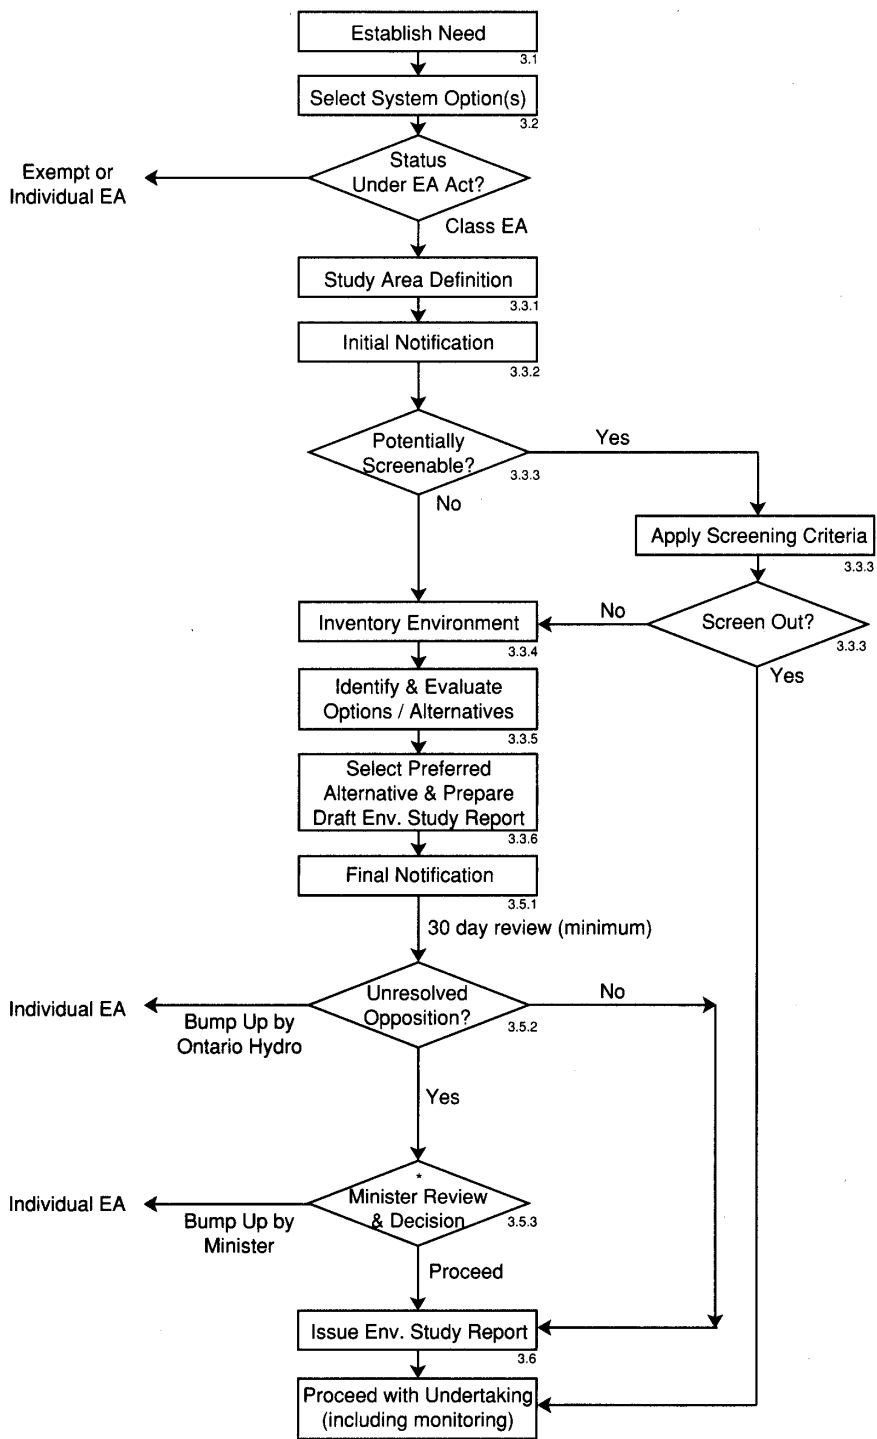 Establish Need
3.1
Select System Option(s)
3.2
Status
Under EA Act?
Exempt or
Individual EA
Class EA
Study Area Definition
3.3.1
Initial Notification
3.3.2
Potentially
Screenable?
3.3.3
Yes
No
Apply Screening Criteria
3.3.3
Screen Out?
3.3.3
No
Yes
Inventory Environment
3.3.4
Identify & Evaluate
Options / Alternatives
3.3.5
Select Preferred
Alternative & Prepare
Draft Env. Study Report
3.3.6
Final Notification
3.5.1
30 day review (minimum)
Unresolved
Opposition?
3.5.2
No
Individual EA
Bump Up by
Ontario Hydro
Yes
*
Minister Review
& Decision
3.5.3
Individual EA
Bump Up by
Minister
Proceed
Issue Env. Study Report
3.6
Proceed with Undertaking
(including monitoring)